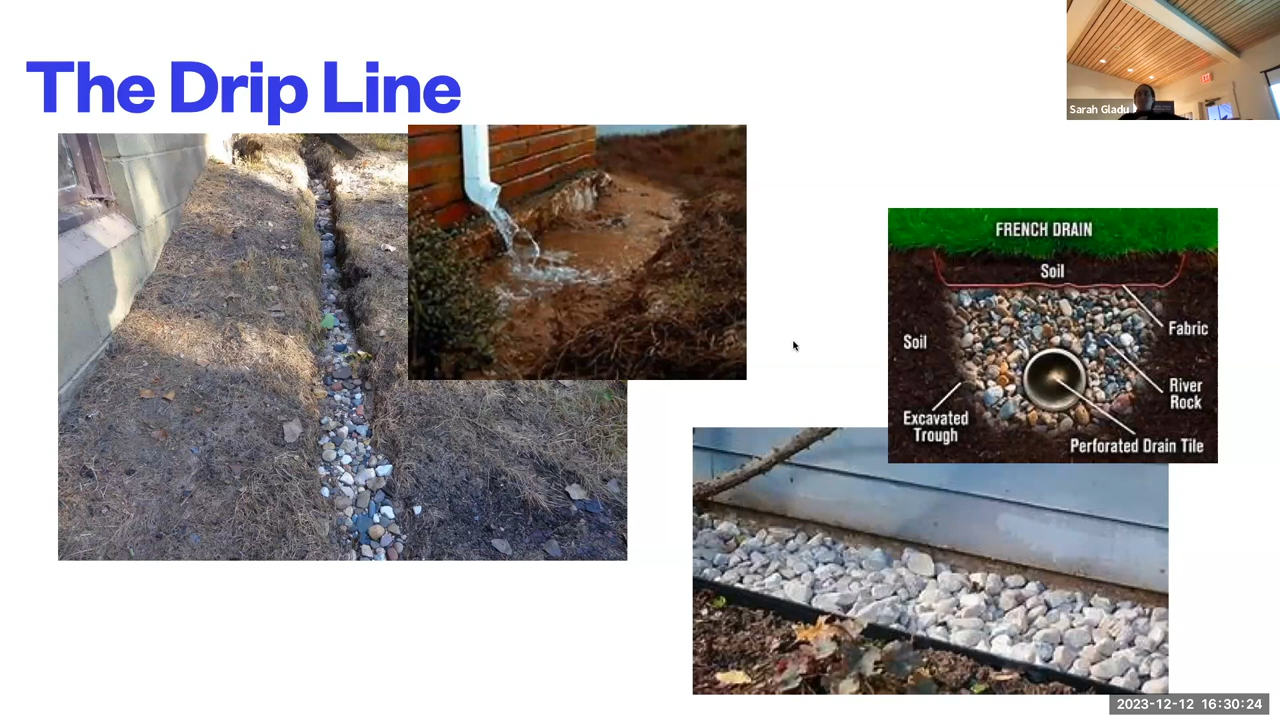 The Drip Line
Sarah Gladu
FRENCH DRAIN
Soil
Soil
Fabric
River
Rock
Excavated
Trough
Perforated Drain Tile
2023-12-12 16:30:24